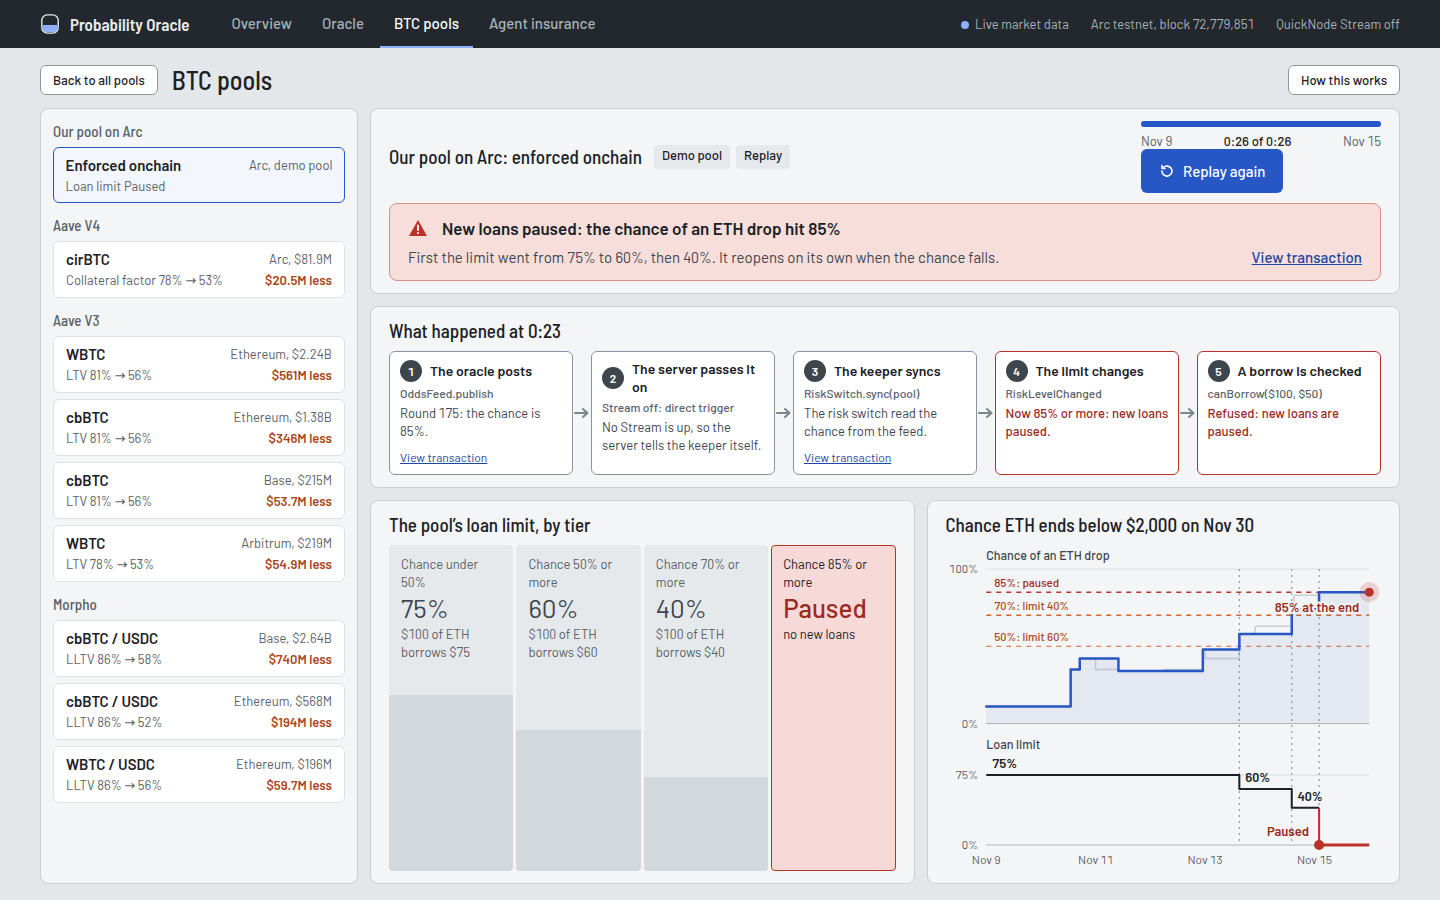 Probability Oracle
Overview
Oracle
BTC pools
Agent insurance
Live market data
Arc testnet, block 72,779,851
QuickNode Stream off
Back to all pools
BTC pools
How this works
Our pool on Arc
Enforced onchain
Arc, demo pool
Loan limit Paused
Aave V4
cirBTC
Arc, $81.9M
Collateral factor 78% → 53%
$20.5M less
Aave V3
WBTC
Ethereum, $2.24B
LTV 81% → 56%
$561M less
cbBTC
Ethereum, $1.38B
LTV 81% → 56%
$346M less
cbBTC
Base, $215M
LTV 81% → 56%
$53.7M less
WBTC
Arbitrum, $219M
LTV 78% → 53%
$54.9M less
Morpho
cbBTC / USDC
Base, $2.64B
LLTV 86% → 58%
$740M less
cbBTC / USDC
Ethereum, $568M
LLTV 86% → 52%
$194M less
WBTC / USDC
Ethereum, $196M
LLTV 86% → 56%
$59.7M less
Our pool on Arc: enforced onchain
Demo pool
Replay
Nov 9
0:26 of 0:26
Nov 15
Replay again
New loans paused: the chance of an ETH drop hit 85%
First the limit went from 75% to 60%, then 40%. It reopens on its own when the chance falls.
View transaction
What happened at 0:23
1
The oracle posts
OddsFeed.publish
Round 175: the chance is
85%.
View transaction
2
The server passes it
on
Stream off: direct trigger
No Stream is up, so the
server tells the keeper itself.
3
The keeper syncs
RiskSwitch.sync(pool)
The risk switch read the
chance from the feed.
View transaction
4
The limit changes
RiskLevelChanged
Now 85% or more: new loans
paused.
5
A borrow is checked
canBorrow($100, $50)
Refused: new loans are
paused.
The pool's loan limit, by tier
Chance under
50%
75%
$100 of ETH
borrows $75
Chance 50% or
more
60%
$100 of ETH
borrows $60
Chance 70% or
more
40%
$100 of ETH
borrows $40
Chance 85% or
more
Paused
no new loans
Chance ETH ends below $2,000 on Nov 30
Chance of an ETH drop
100%
85%: paused
70%: limit 40%
85% at the end
50%: limit 60%
0%
Loan limit
75%
75%
60%
40%
Paused
0%
Nov 9
Nov 11
Nov 13
Nov 15